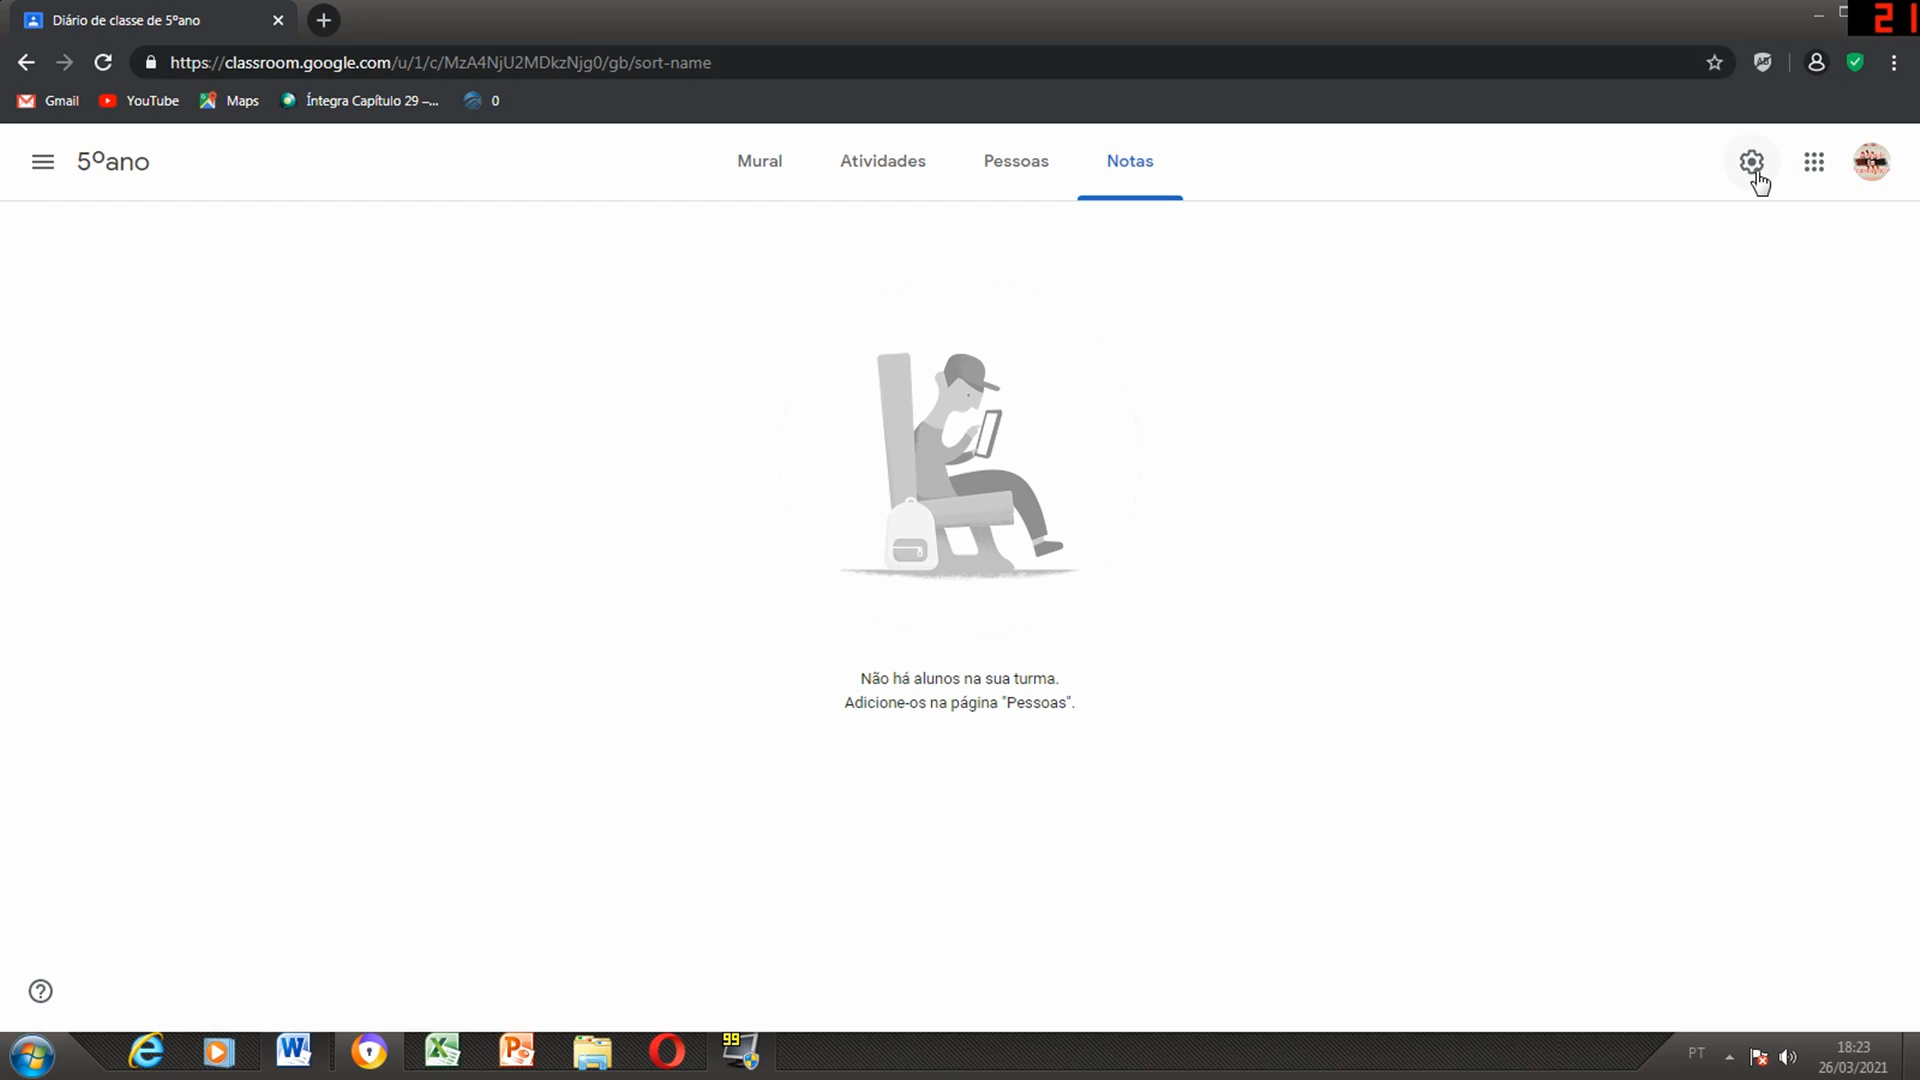 Diário de classe de 5ºano
21
https://classroom.google.com/u/1/c/MzA4NjU2MDkzNjg0/gb/sort-name
Gmail
YouTube
Maps
Íntegra Capítulo 29 –...
0
5ºano
Mural
Atividades
Pessoas
Notas
Não há alunos na sua turma.
Adicione-os na página "Pessoas".
99
PT
18:23
26/03/2021